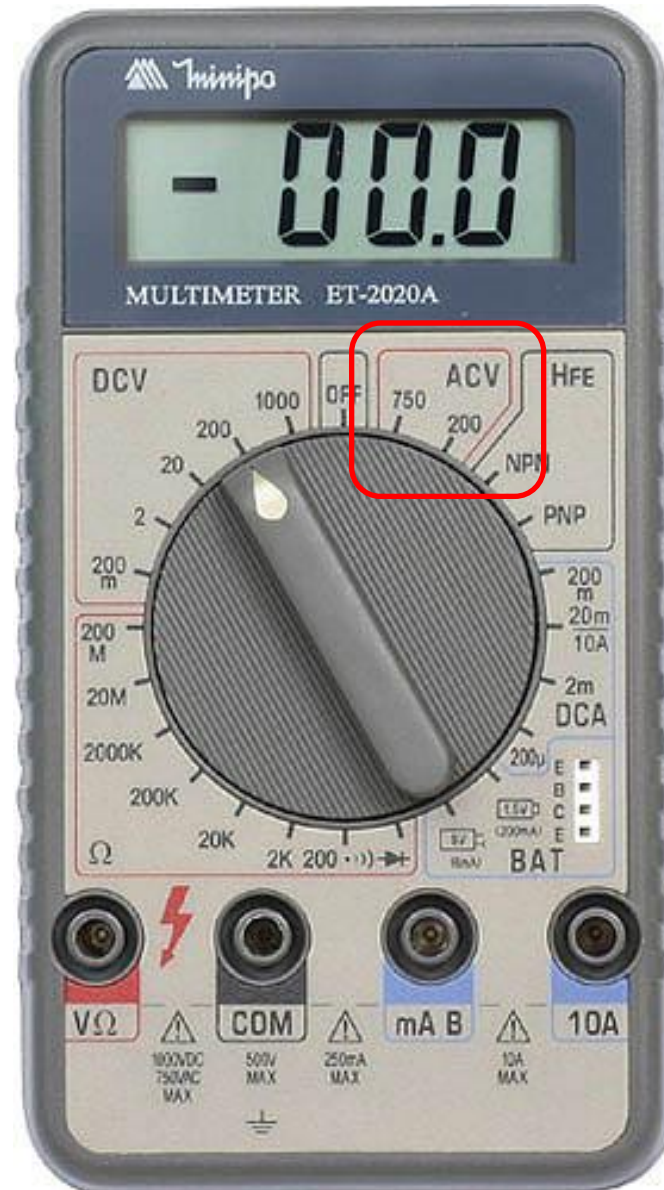 Minipa
- 00.0
MULTIMETER ET-2020A
DCV
1000
OFF
750
ACV
HFE
200
200
20
NPN
2
PNP
200
m
200
m
200
M
20m
10A
20M
2m
DCA
2000K
200µ
E
B
200K
1.5V
C
(200mA)
20K
E
Ω
2K 200
BAT
VΩ
COM
mA B
10A
1000VDC
750VAC
MAX
500V
MAX
250mA
MAX
10A
MAX